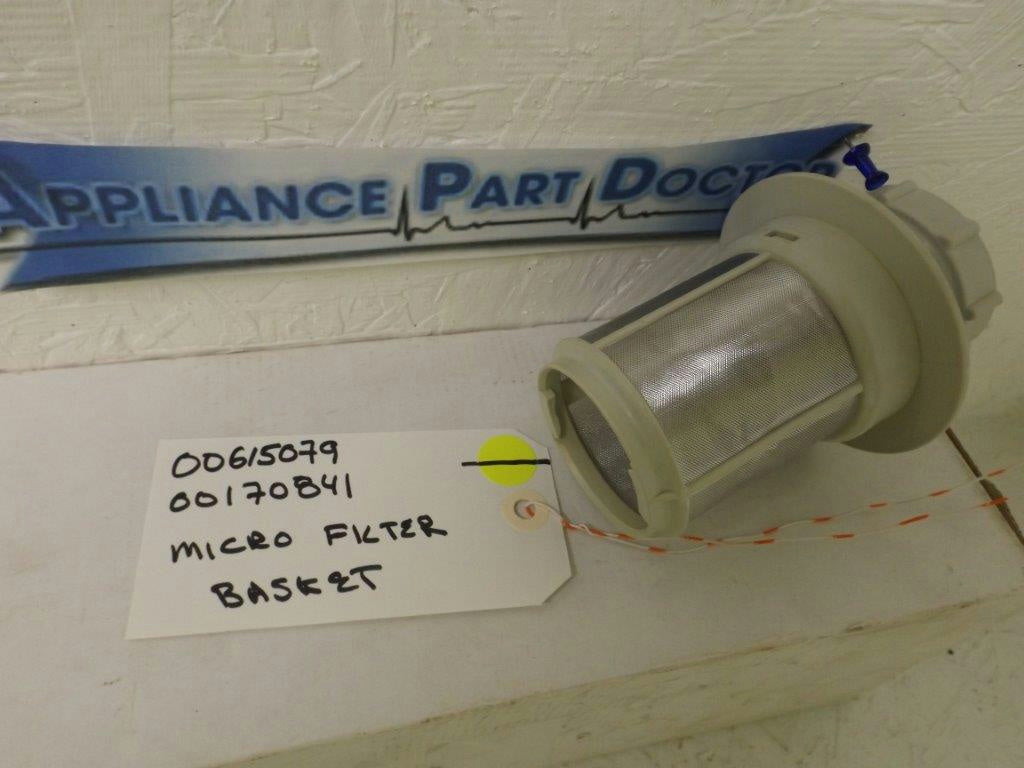 APPLIANCE PART DOCTOR
00615079
00170841
MICRO FILTER
BASKET